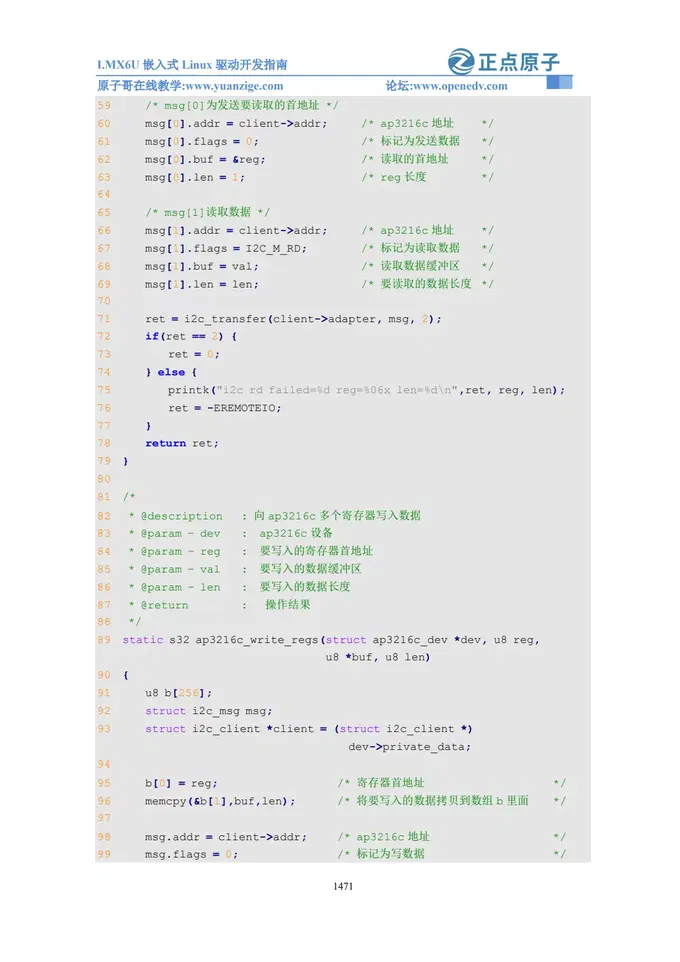 I.MX6U 嵌入式 Linux 驱动开发指南
正点原子
原子哥在线教学:www.yuanzige.com 论坛:www.openedv.com
59 /* msg[0]为发送要读取的首地址 */
60 msg[0].addr = client->addr; /* ap3216c 地址 */
61 msg[0].flags = 0; /* 标记为发送数据 */
62 msg[0].buf = &reg; /* 读取的首地址 */
63 msg[0].len = 1; /* reg 长度 */
64
65 /* msg[1]读取数据 */
66 msg[1].addr = client->addr; /* ap3216c 地址 */
67 msg[1].flags = I2C_M_RD; /* 标记为读取数据 */
68 msg[1].buf = val; /* 读取数据缓冲区 */
69 msg[1].len = len; /* 要读取的数据长度 */
70
71 ret = i2c_transfer(client->adapter, msg, 2);
72 if(ret == 2) {
73 ret = 0;
74 } else {
75 printk("i2c rd failed=%d reg=%06x len=%d\n",ret, reg, len);
76 ret = -EREMOTEIO;
77 }
78 return ret;
79 }
80
81 /*
82 * @description : 向 ap3216c 多个寄存器写入数据
83 * @param - dev : ap3216c 设备
84 * @param - reg : 要写入的寄存器首地址
85 * @param - val : 要写入的数据缓冲区
86 * @param - len : 要写入的数据长度
87 * @return : 操作结果
88 */
89 static s32 ap3216c_write_regs(struct ap3216c_dev *dev, u8 reg,
u8 *buf, u8 len)
90 {
91 u8 b[256];
92 struct i2c_msg msg;
93 struct i2c_client *client = (struct i2c_client *)
dev->private_data;
94
95 b[0] = reg; /* 寄存器首地址 */
96 memcpy(&b[1],buf,len); /* 将要写入的数据拷贝到数组 b 里面 */
97
98 msg.addr = client->addr; /* ap3216c 地址 */
99 msg.flags = 0; /* 标记为写数据 */
1471